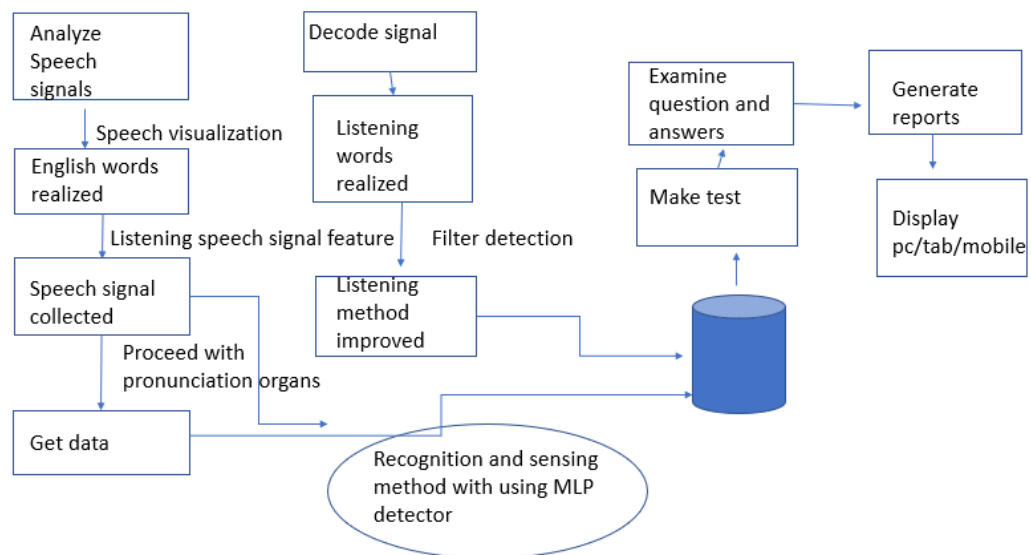 Analyze
Speech
signals
Speech visualization
English words
realized
Listening speech signal feature
Speech signal
collected
Proceed with
pronunciation organs
Get data
Decode signal
Listening
words
realized
Filter detection
Listening
method
improved
Recognition and sensing
method with using MLP
detector
Make test
Examine
question and
answers
Generate
reports
Display
pc/tab/mobile